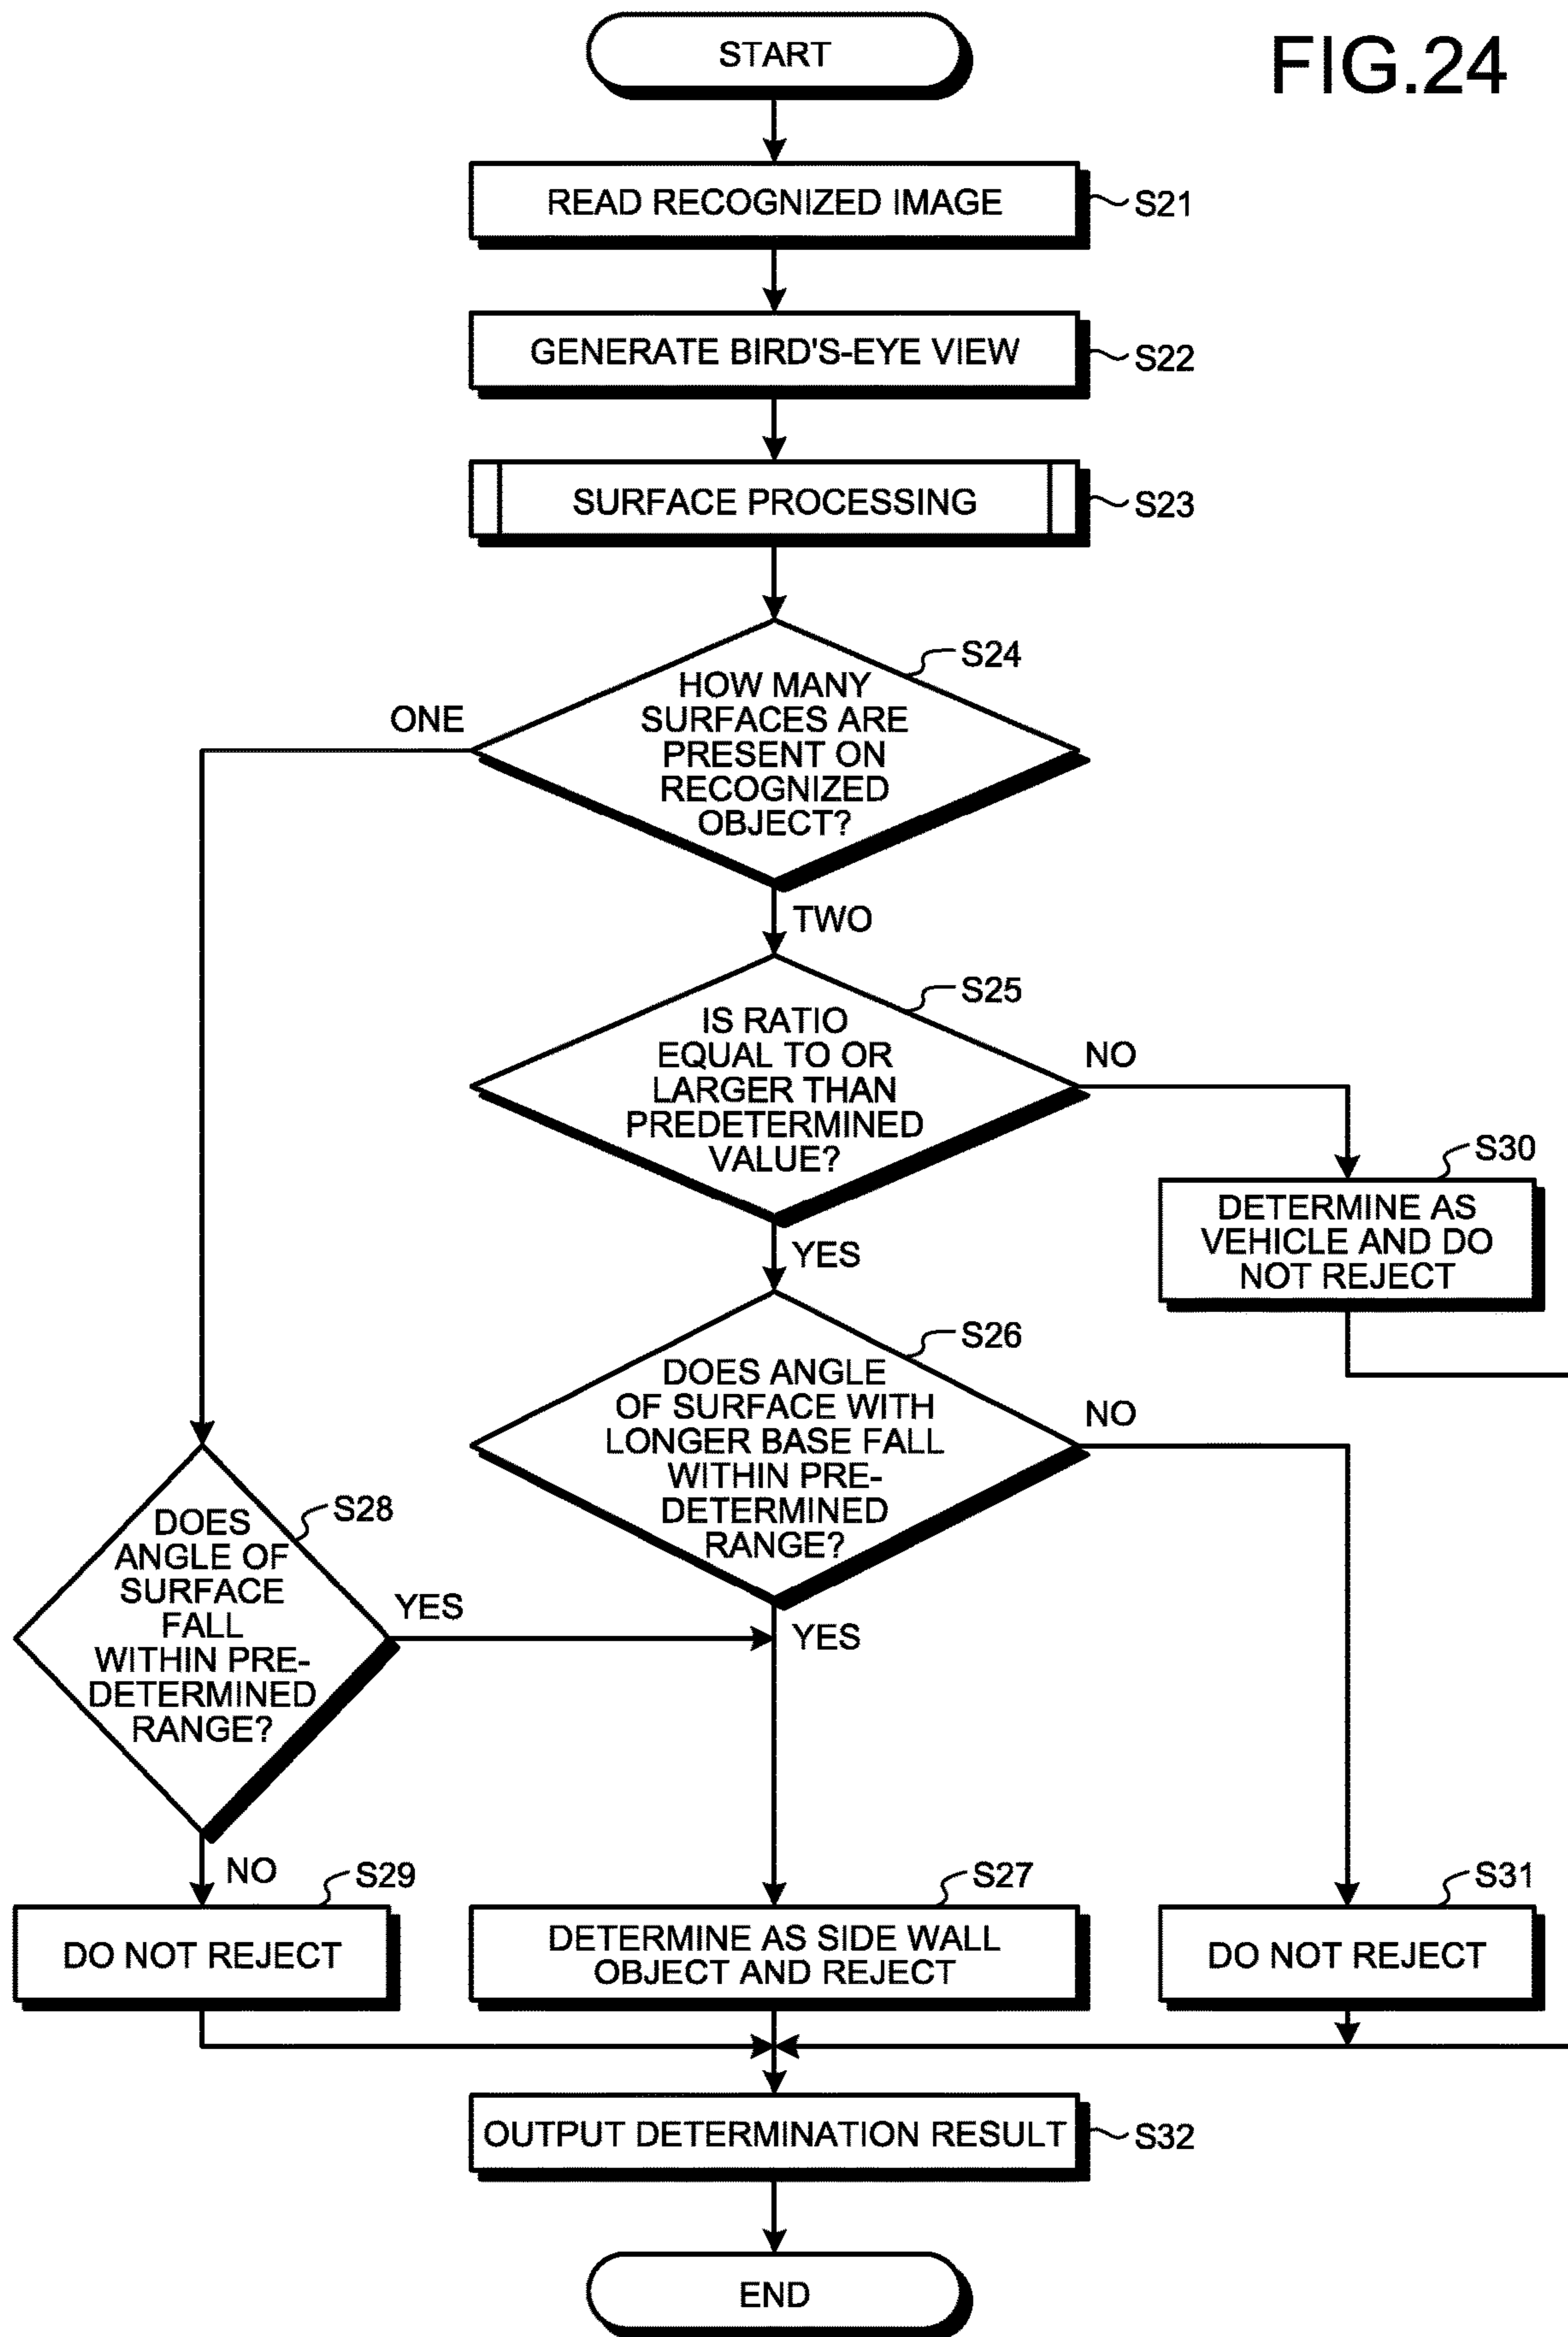 FIG.24
START
READ RECOGNIZED IMAGE
S21
GENERATE BIRD'S-EYE VIEW
S22
SURFACE PROCESSING
S23
S24
HOW MANY
SURFACES ARE
PRESENT ON
RECOGNIZED
OBJECT?
ONE
TWO
S25
IS RATIO
EQUAL TO OR
LARGER THAN
PREDETERMINED
VALUE?
NO
YES
S30
DETERMINE AS
VEHICLE AND DO
NOT REJECT
S26
DOES ANGLE
OF SURFACE WITH
LONGER BASE FALL
WITHIN PRE-
DETERMINED
RANGE?
NO
YES
S28
DOES
ANGLE OF
SURFACE
FALL
WITHIN PRE-
DETERMINED
RANGE?
YES
NO
S29
DO NOT REJECT
S27
DETERMINE AS SIDE WALL
OBJECT AND REJECT
S31
DO NOT REJECT
OUTPUT DETERMINATION RESULT
S32
END